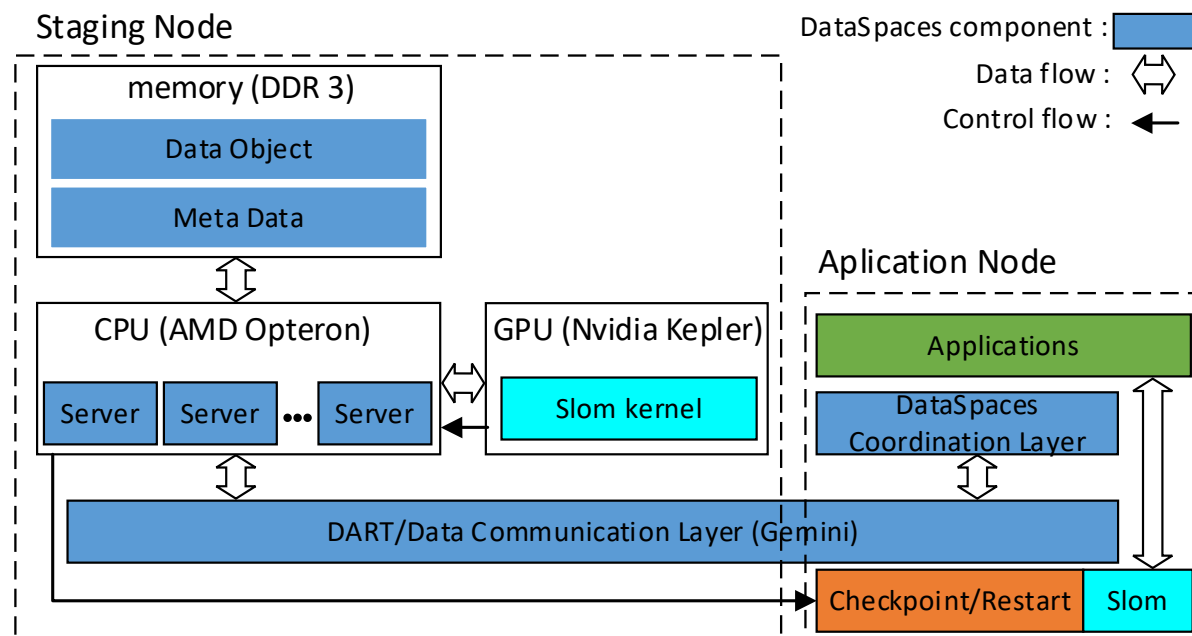 Staging Node
DataSpaces component :
Data flow :
Control flow :
memory (DDR 3)
Data Object
Meta Data
Aplication Node
CPU (AMD Opteron)
GPU (Nvidia Kepler)
Server
Server
...
Server
Slom kernel
Applications
DataSpaces
Coordination Layer
DART/Data Communication Layer (Gemini)
Checkpoint/Restart
Slom